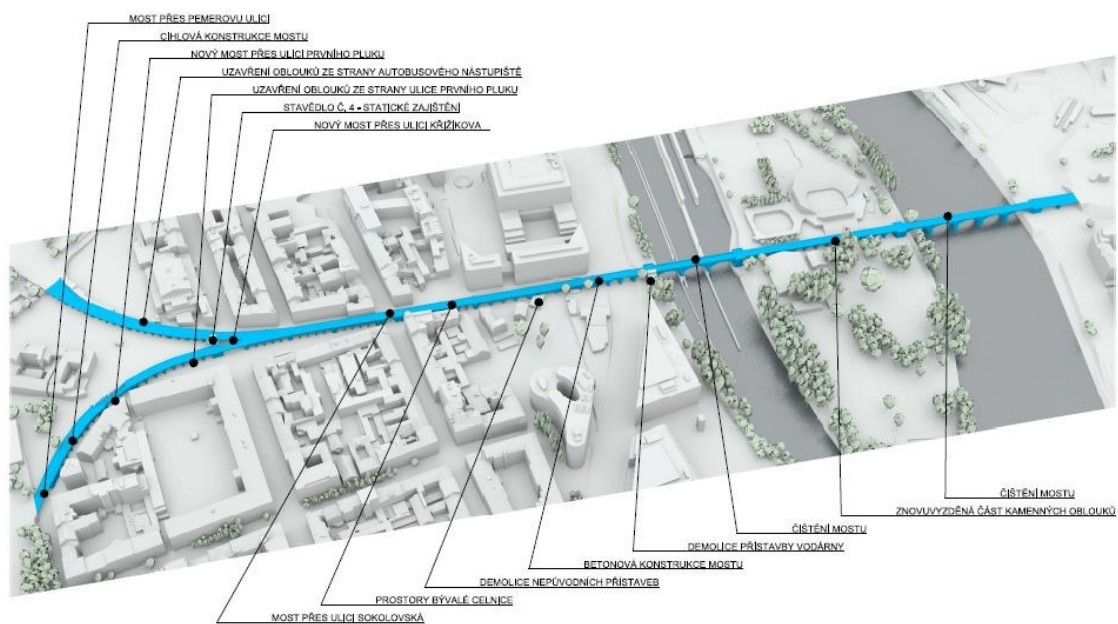 MOST PŘES PEMEROVU ULICI
CIHLOVÁ KONSTRUKCE MOSTU
NOVÝ MOST PŘES ULICI PRVNÍHO PLUKU
UZAVŘENÍ OBLOUKŮ ZE STRANY AUTOBUSOVÉHO NÁSTUPIŠTĚ
UZAVŘENÍ OBLOUKŮ ZE STRANY ULICE PRVNÍHO PLUKU
STAVĚDLO Č. 4 - STATICKÉ ZAJIŠTĚNÍ
NOVÝ MOST PŘES ULICI KŘIŽÍKOVA
ČIŠTĚNÍ MOSTU
ZNOVUVYZDĚNÁ ČÁST KAMENNÝCH OBLOUKŮ
ČIŠTĚNÍ MOSTU
DEMOLICE PŘÍSTAVBY VODÁRNY
BETONOVÁ KONSTRUKCE MOSTU
DEMOLICE NEPŮVODNÍCH PŘÍSTAVEB
PROSTORY BÝVALÉ CELNICE
MOST PŘES ULICI SOKOLOVSKÁ